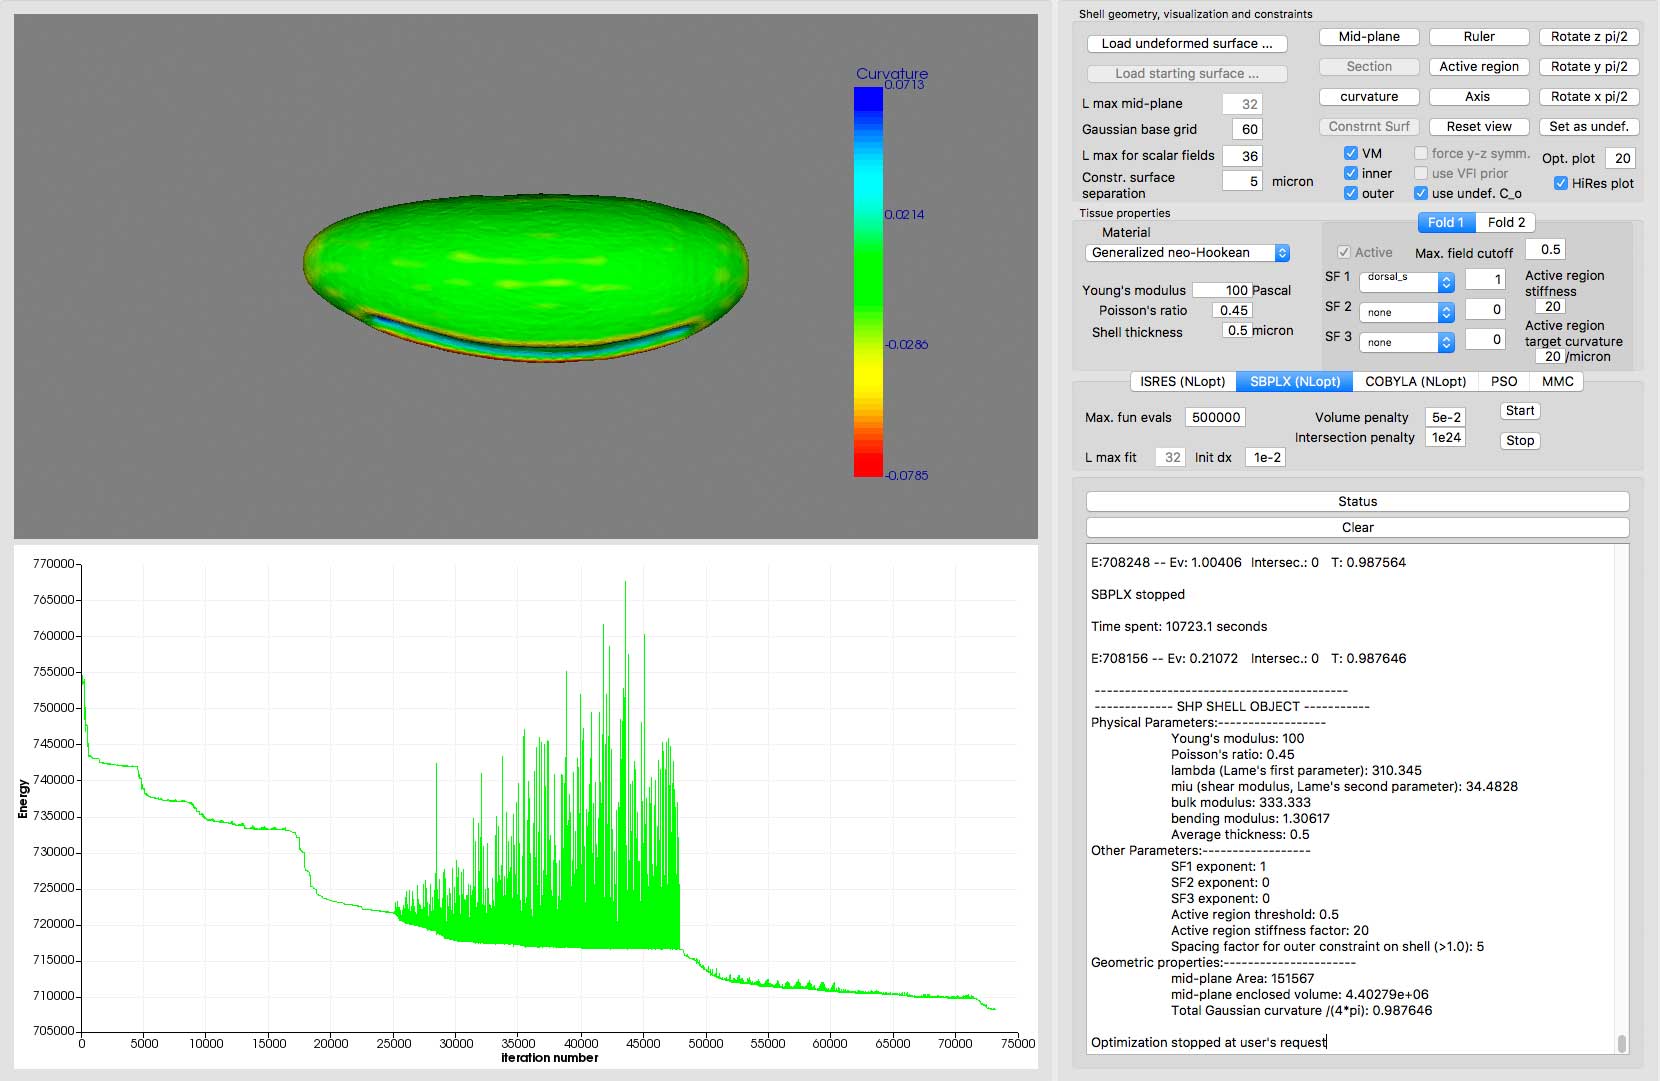 Curvature
0.0713
0.0214
-0.0285
-0.0785
770000
765000
760000
755000
750000
745000
740000
735000
730000
725000
720000
715000
710000
705000
Energy
0 5000 10000 15000 20000 25000 30000 35000 40000 45000 50000 55000 60000 65000 70000 75000
iteration number
Shell geometry, visualization and constraints
Load undeformed surface ... Mid-plane Ruler Rotate z pi/2
Load starting surface ... Section Active region Rotate y pi/2
L max mid-plane 32 curvature Axis Rotate x pi/2
Gaussian base grid 60 Constrnt Surf Reset view Set as undef.
L max for scalar fields 36 VM force y-z symm. Opt. plot 20
Constr. surface
separation 5 micron inner use VFI prior HiRes plot
outer use undef. C_o
Tissue properties
Fold 1 Fold 2
Material
Generalized neo-Hookean Active Max. field cutoff 0.5
SF 1 dorsal_s 1 Active region
stiffness
Young's modulus 100 Pascal
Poisson's ratio 0.45 SF 2 none 0 20
Shell thickness 0.5 micron SF 3 none 0 Active region
target curvature
20 /micron
ISRES (NLopt) SBPLX (NLopt) COBYLA (NLopt) PSO MMC
Max. fun evals 500000 Volume penalty 5e-2 Start
Intersection penalty 1e24 Stop
L max fit 32 Init dx 1e-2
Status
Clear
E:708248 -- Ev: 1.00406 Intersec.: 0 T: 0.987564
SBPLX stopped
Time spent: 10723.1 seconds
E:708156 -- Ev: 0.21072 Intersec.: 0 T: 0.987646
------------------------------------------
------------- SHP SHELL OBJECT -----------
Physical Parameters:------------------
Young's modulus: 100
Poisson's ratio: 0.45
lambda (Lame's first parameter): 310.345
miu (shear modulus, Lame's second parameter): 34.4828
bulk modulus: 333.333
bending modulus: 1.30617
Average thickness: 0.5
Other Parameters:------------------
SF1 exponent: 1
SF2 exponent: 0
SF3 exponent: 0
Active region threshold: 0.5
Active region stiffness factor: 20
Spacing factor for outer constraint on shell (>1.0): 5
Geometric properties:----------------------
mid-plane Area: 151567
mid-plane enclosed volume: 4.40279e+06
Total Gaussian curvature /(4*pi): 0.987646
Optimization stopped at user's request